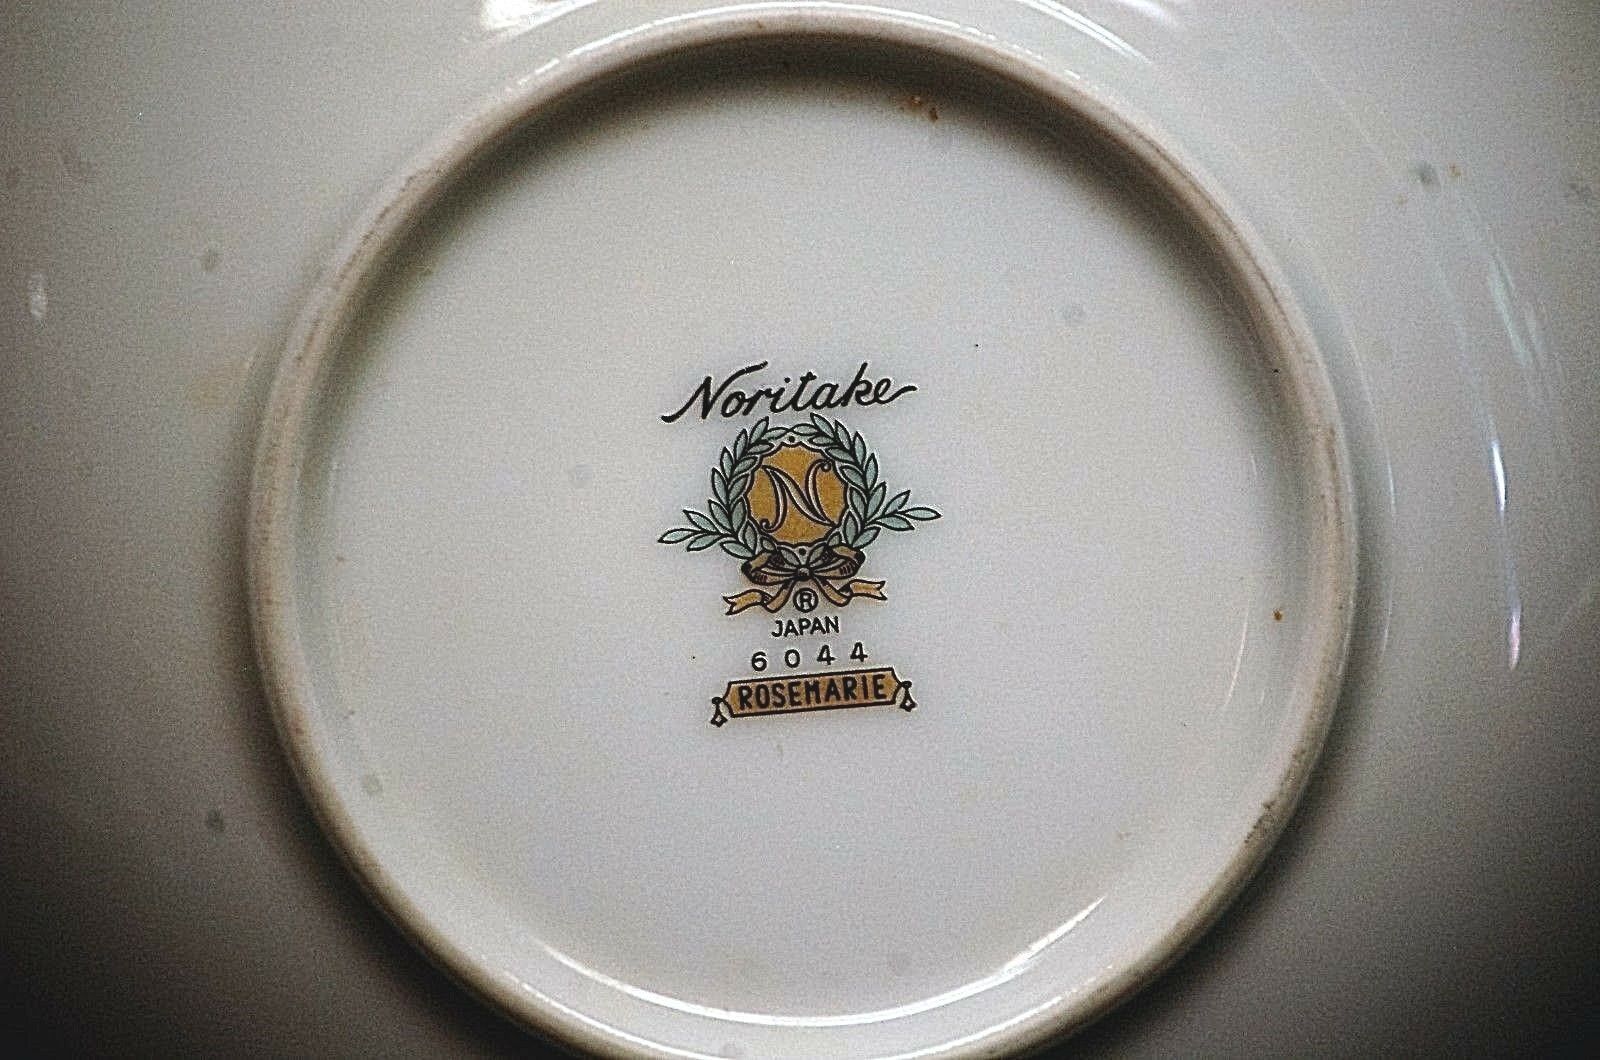 Noritake
N
®
JAPAN
6044
ROSEMARIE